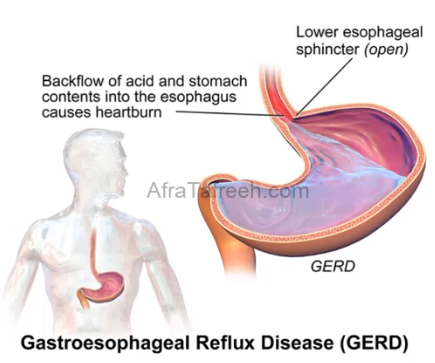 Lower esophageal
sphincter (open)
Backflow of acid and stomach
contents into the esophagus
causes heartburn
AfraTafreeh.com
GERD
Gastroesophageal Reflux Disease (GERD)